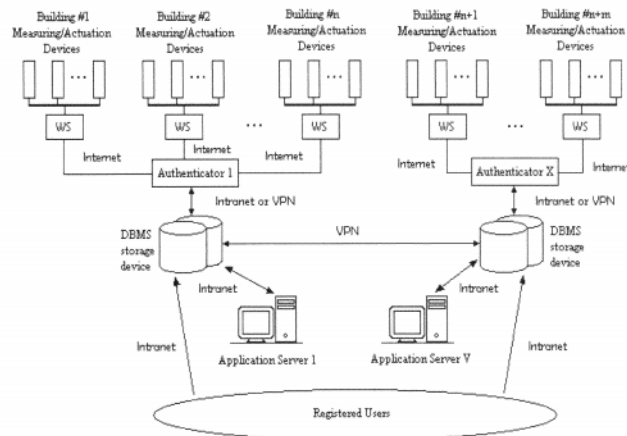 Building #1
Measuring/Actuation
Devices
Building #2
Measuring/Actuation
Devices
Building #n
Measuring/Actuation
Devices
Building #n+1
Measuring/Actuation
Devices
Building #n+m
Measuring/Actuation
Devices
...
...
...
...
...
WS
WS
...
WS
WS
...
WS
Internet
Internet
Internet
Internet
Internet
Authenticator 1
Authenticator X
Intranet or VPN
Intranet or VPN
DBMS
storage
device
VPN
DBMS
storage
device
Intranet
Intranet
Intranet
Intranet
Application Server 1
Application Server V
Registered Users